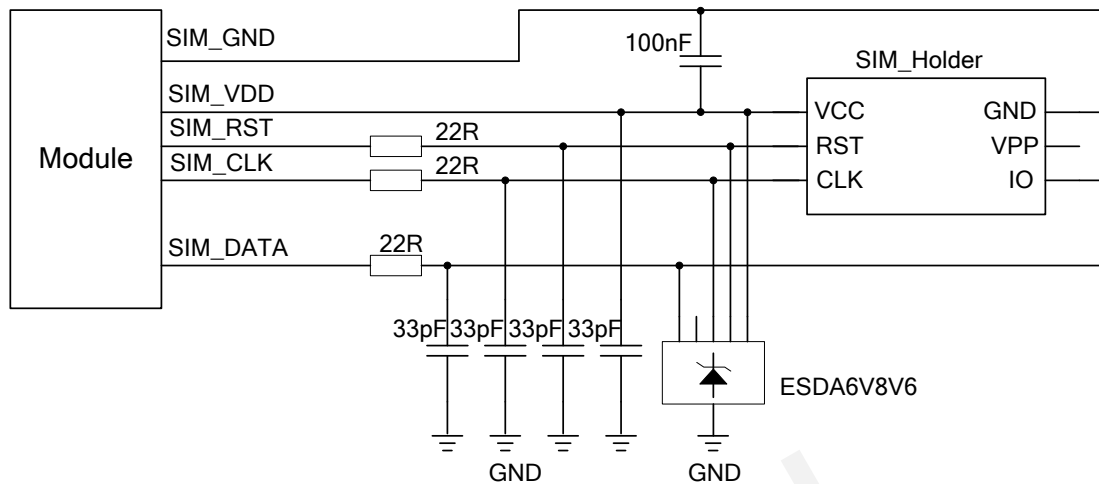 SIM_GND
100nF
SIM_Holder
SIM_VDD
VCC
GND
SIM_RST
22R
RST
VPP
Module
SIM_CLK
22R
CLK
IO
SIM_DATA
22R
33pF 33pF 33pF 33pF
ESDA6V8V6
GND
GND